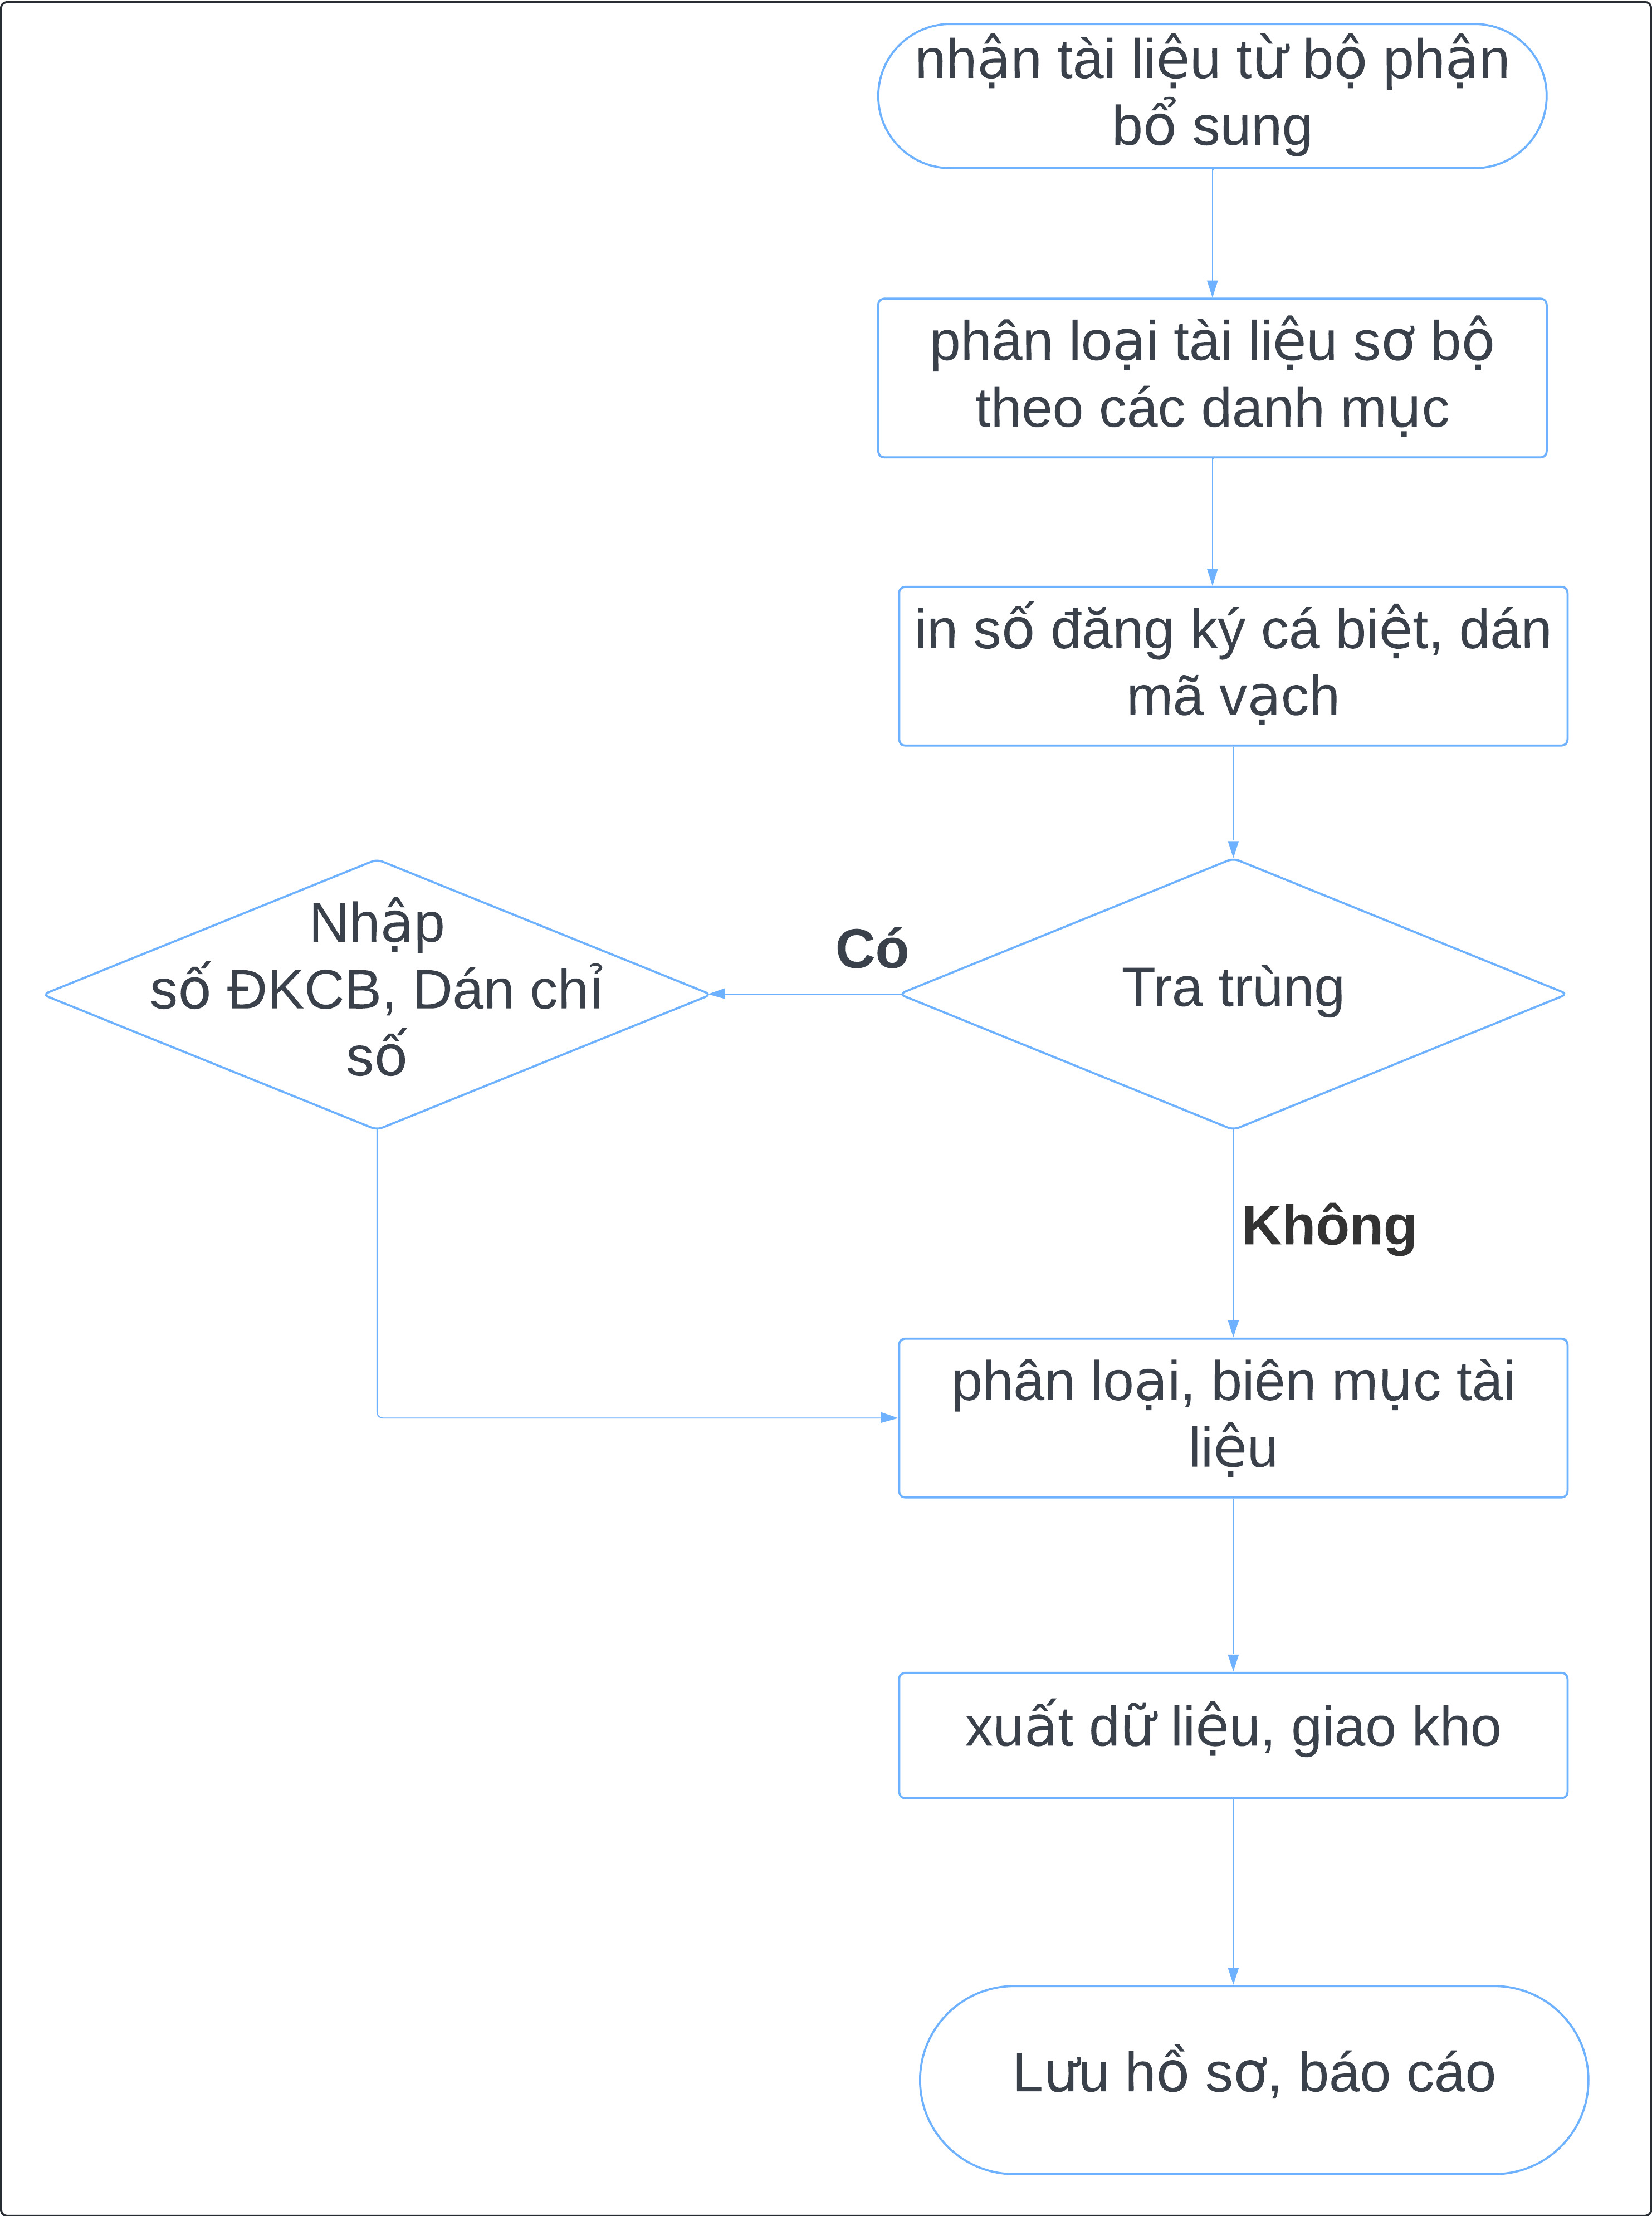 nhận tài liệu từ bộ phận
bổ sung
phân loại tài liệu sơ bộ
theo các danh mục
in số đăng ký cá biệt, dán
mã vạch
Nhập
số ĐKCB, Dán chỉ
số
Có
Tra trùng
Không
phân loại, biên mục tài
liệu
xuất dữ liệu, giao kho
Lưu hồ sơ, báo cáo